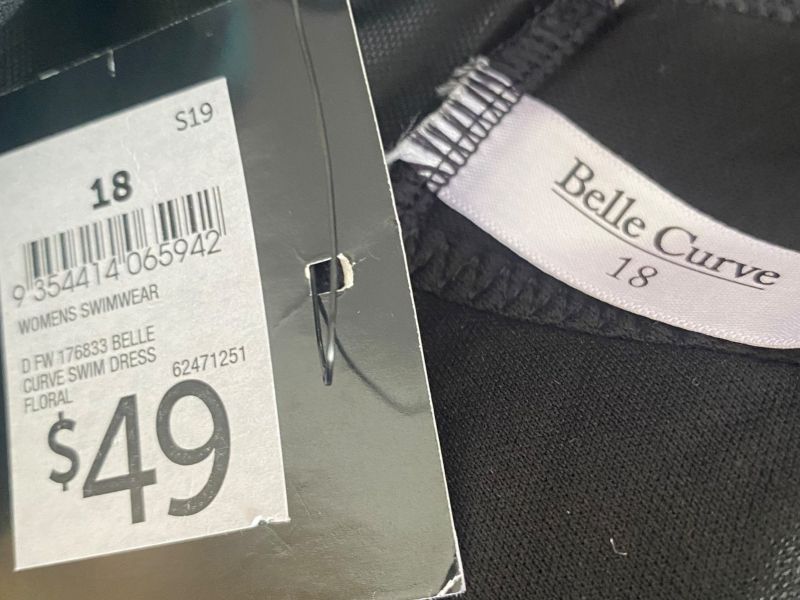 S19
18
9 354414 065942
WOMENS SWIMWEAR
D FW 176833 BELLE
CURVE SWIM DRESS
FLORAL
62471251
$49
Belle Curve
18